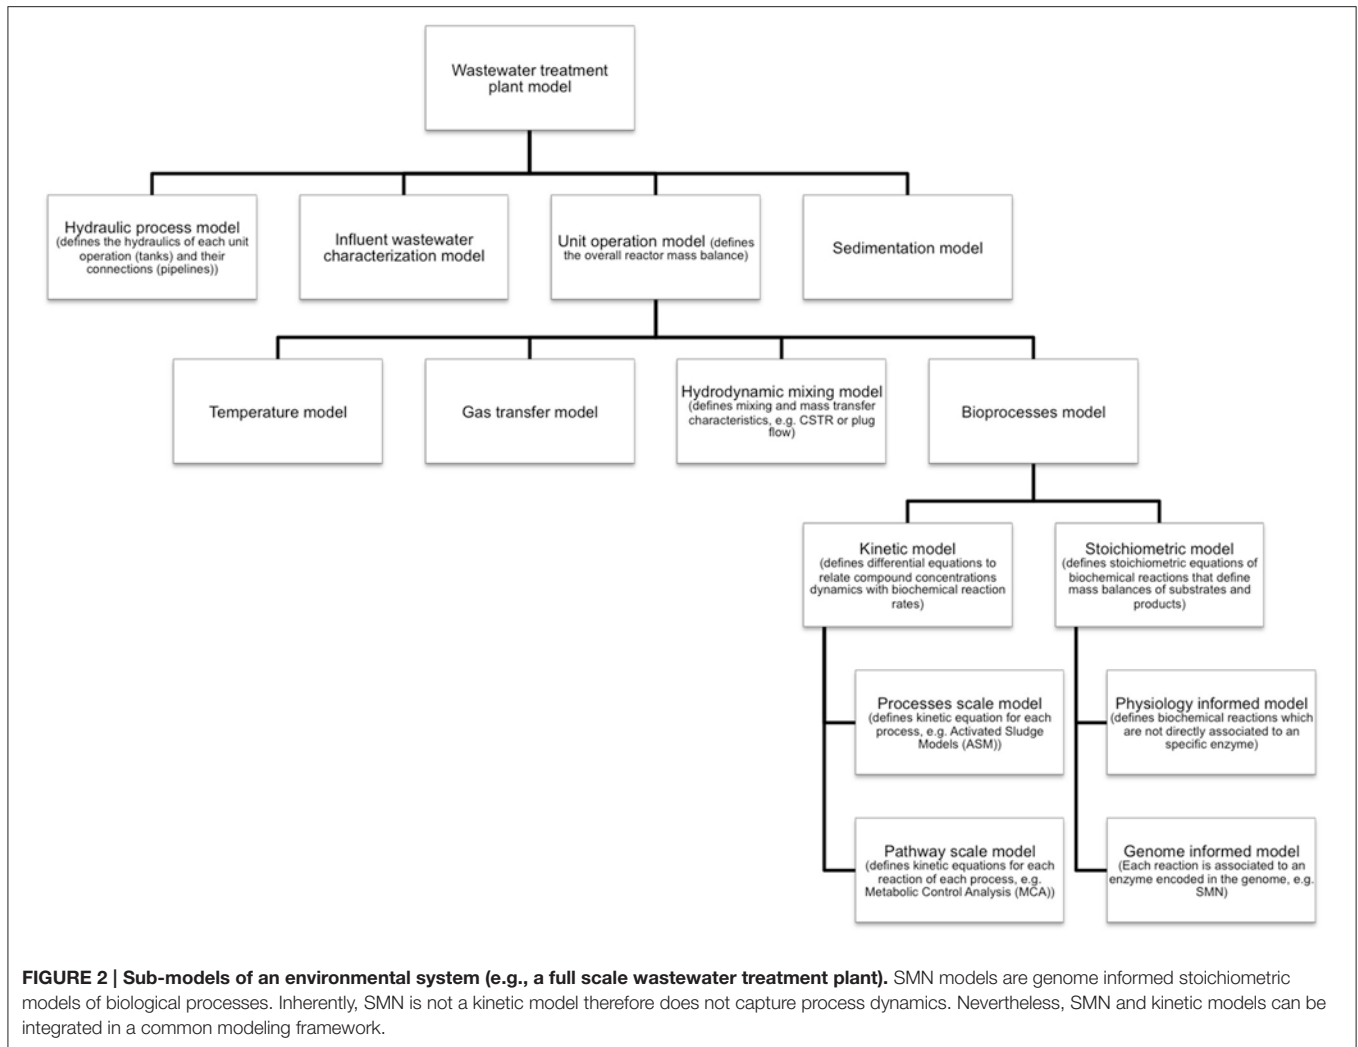 Wastewater treatment
plant model
Hydraulic process model
(defines the hydraulics of each unit
operation (tanks) and their
connections (pipelines))
Influent wastewater
characterization model
Unit operation model (defines
the overall reactor mass balance)
Sedimentation model
Temperature model
Gas transfer model
Hydrodynamic mixing model
(defines mixing and mass transfer
characteristics, e.g. CSTR or plug
flow)
Bioprocesses model
Kinetic model
(defines differential equations to
relate compound concentrations
dynamics with biochemical reaction
rates)
Stoichiometric model
(defines stoichiometric equations of
biochemical reactions that define
mass balances of substrates and
products)
Processes scale model
(defines kinetic equation for each
process, e.g. Activated Sludge
Models (ASM))
Physiology informed model
(defines biochemical reactions which
are not directly associated to an
specific enzyme)
Pathway scale model
(defines kinetic equations for each
reaction of each process, e.g.
Metabolic Control Analysis (MCA))
Genome informed model
(Each reaction is associated to an
enzyme encoded in the genome, e.g.
SMN)
FIGURE 2 | Sub-models of an environmental system (e.g., a full scale wastewater treatment plant). SMN models are genome informed stoichiometric
models of biological processes. Inherently, SMN is not a kinetic model therefore does not capture process dynamics. Nevertheless, SMN and kinetic models can be
integrated in a common modeling framework.